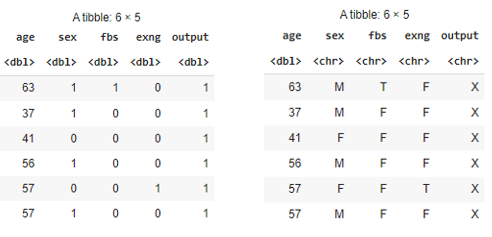 A tibble: 6 × 5
age sex fbs exng output
<dbl> <dbl> <dbl> <dbl> <dbl>
63 1 1 0 1
37 1 0 0 1
41 0 0 0 1
56 1 0 0 1
57 0 0 1 1
57 1 0 0 1
A tibble: 6 × 5
age sex fbs exng output
<dbl> <chr> <chr> <chr> <chr>
63 M T F X
37 M F F X
41 F F F X
56 M F F X
57 F F T X
57 M F F X